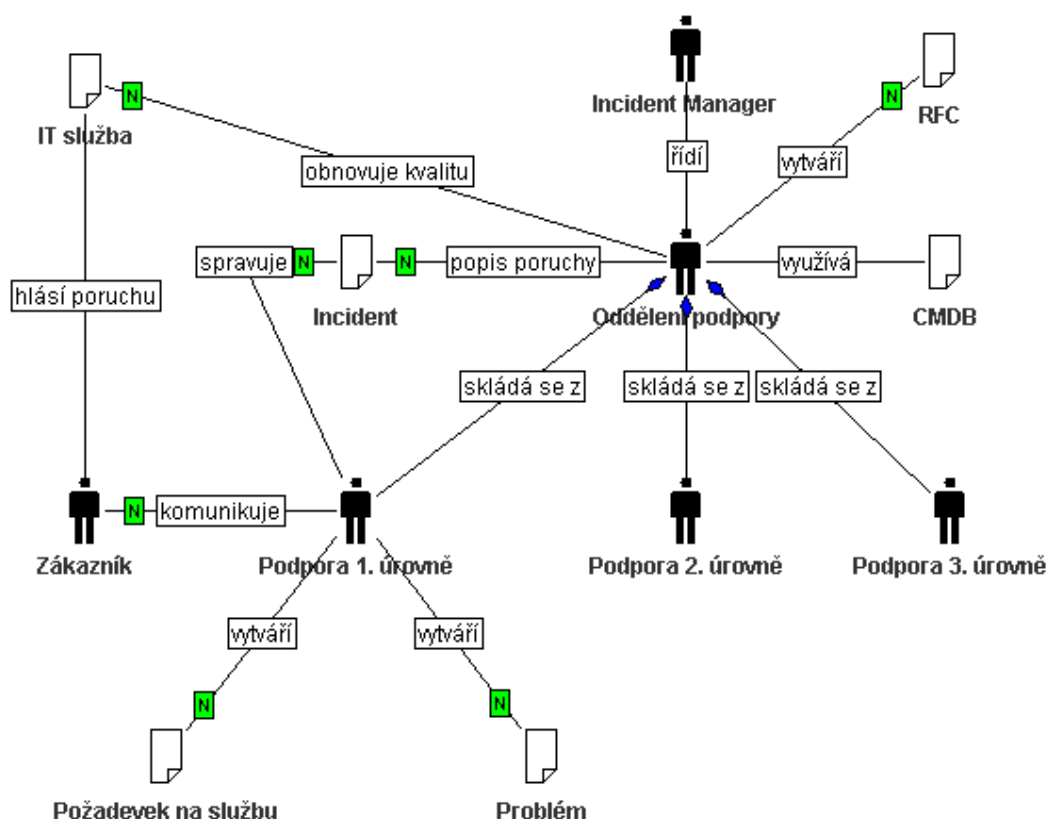 Incident Manager
RFC
IT služba
N
N
řídí
vytváří
obnovuje kvalitu
spravuje
N
N
popis poruchy
využívá
hlásí poruchu
Incident
Oddělení podpory
CMDB
skládá se z
skládá se z
skládá se z
N
komunikuje
Zákazník
Podpora 1. úrovně
Podpora 2. úrovně
Podpora 3. úrovně
vytváří
vytváří
N
N
Požadevek na službu
Problém